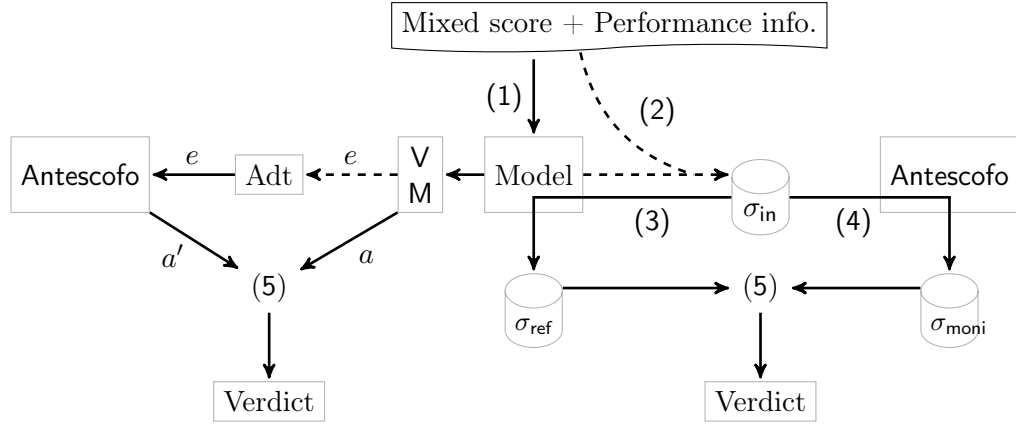 Mixed score + Performance info.
(1)
(2)
Antescofo
e
Adt
e
V
M
Model
Antescofo
σin
(3)
(4)
a′
a
(5)
σref
(5)
σmoni
Verdict
Verdict